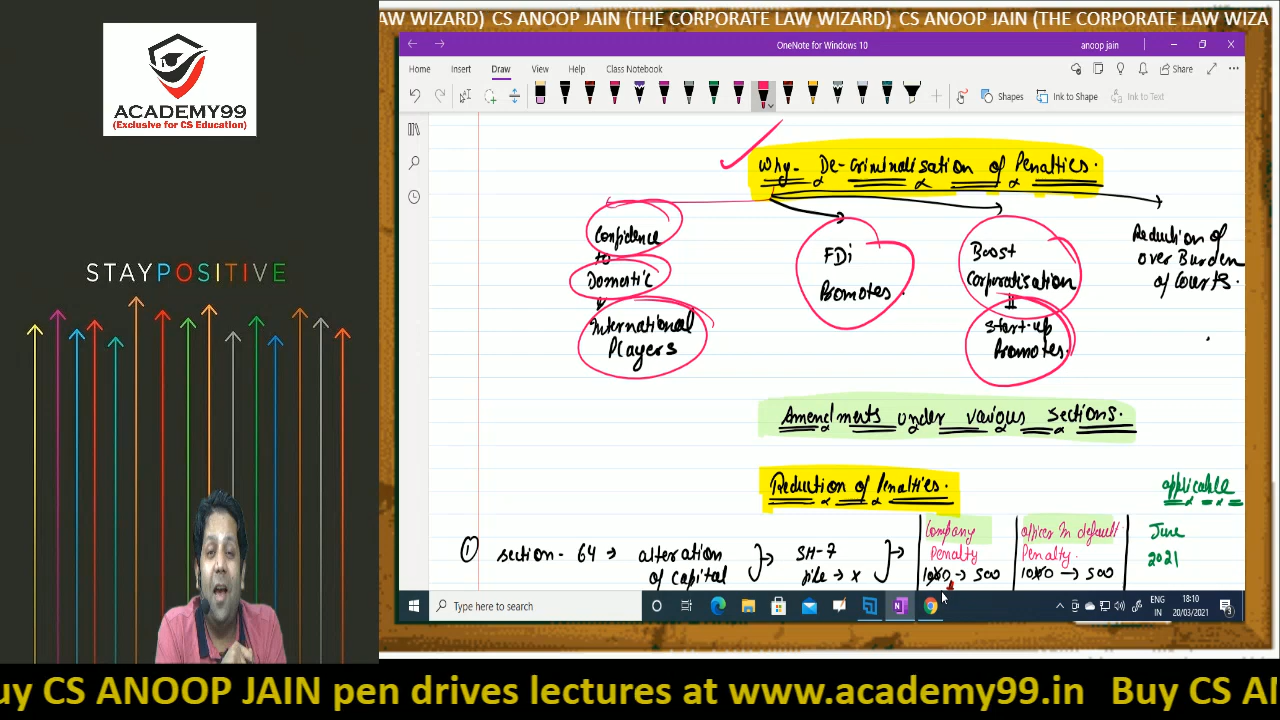 AW WIZARD) CS ANOOP JAIN (THE CORPORATE LAW WIZARD) CS ANOOP JAIN (THE CORPORATE LAW WIZA
ACADEMY99
(Exclusive for CS Education)
STAYPOSITIVE
OneNote for Windows 10
anoop jain
Home Insert Draw View Help Class Notebook
Share
Shapes Ink to Shape Ink to Text
Why- De-Criminalisation of Penalties.
Confidence
to
Domestic
&
International
Players
FDi
Promotes.
Boost
Corporatisation
Start-up
Promotes.
Reduction of
over Burden
of Courts.
Amendments under various sections.
Reduction of Penalties.
applicable
June
2021
① section - 64 → alteration
of capital
SH-7
file → x
Company
Penalty
1000 → 500
officer in default
Penalty.
1000 → 500
Type here to search
ENG
IN
18:10
20/03/2021
3
uy CS ANOOP JAIN pen drives lectures at www.academy99.in Buy CS AN